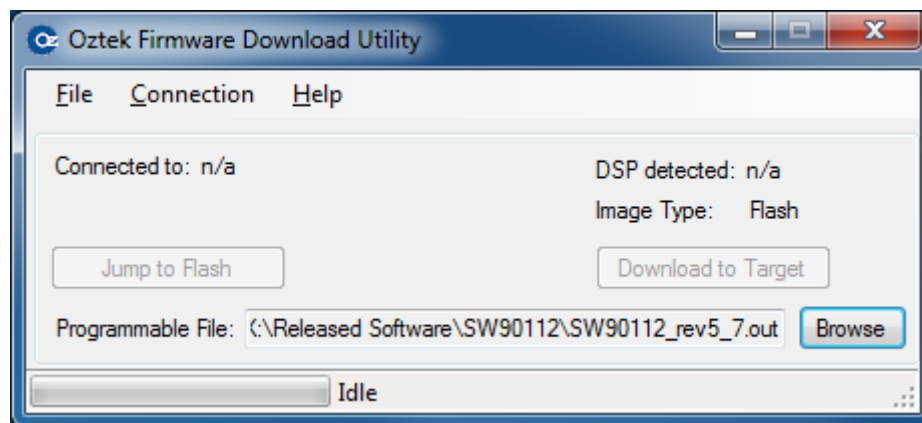 Oztek Firmware Download Utility
File Connection Help
Connected to: n/a
DSP detected: n/a
Image Type: Flash
Jump to Flash
Download to Target
Programmable File: :\Released Software\SW90112\SW90112_rev5_7.out Browse
Idle